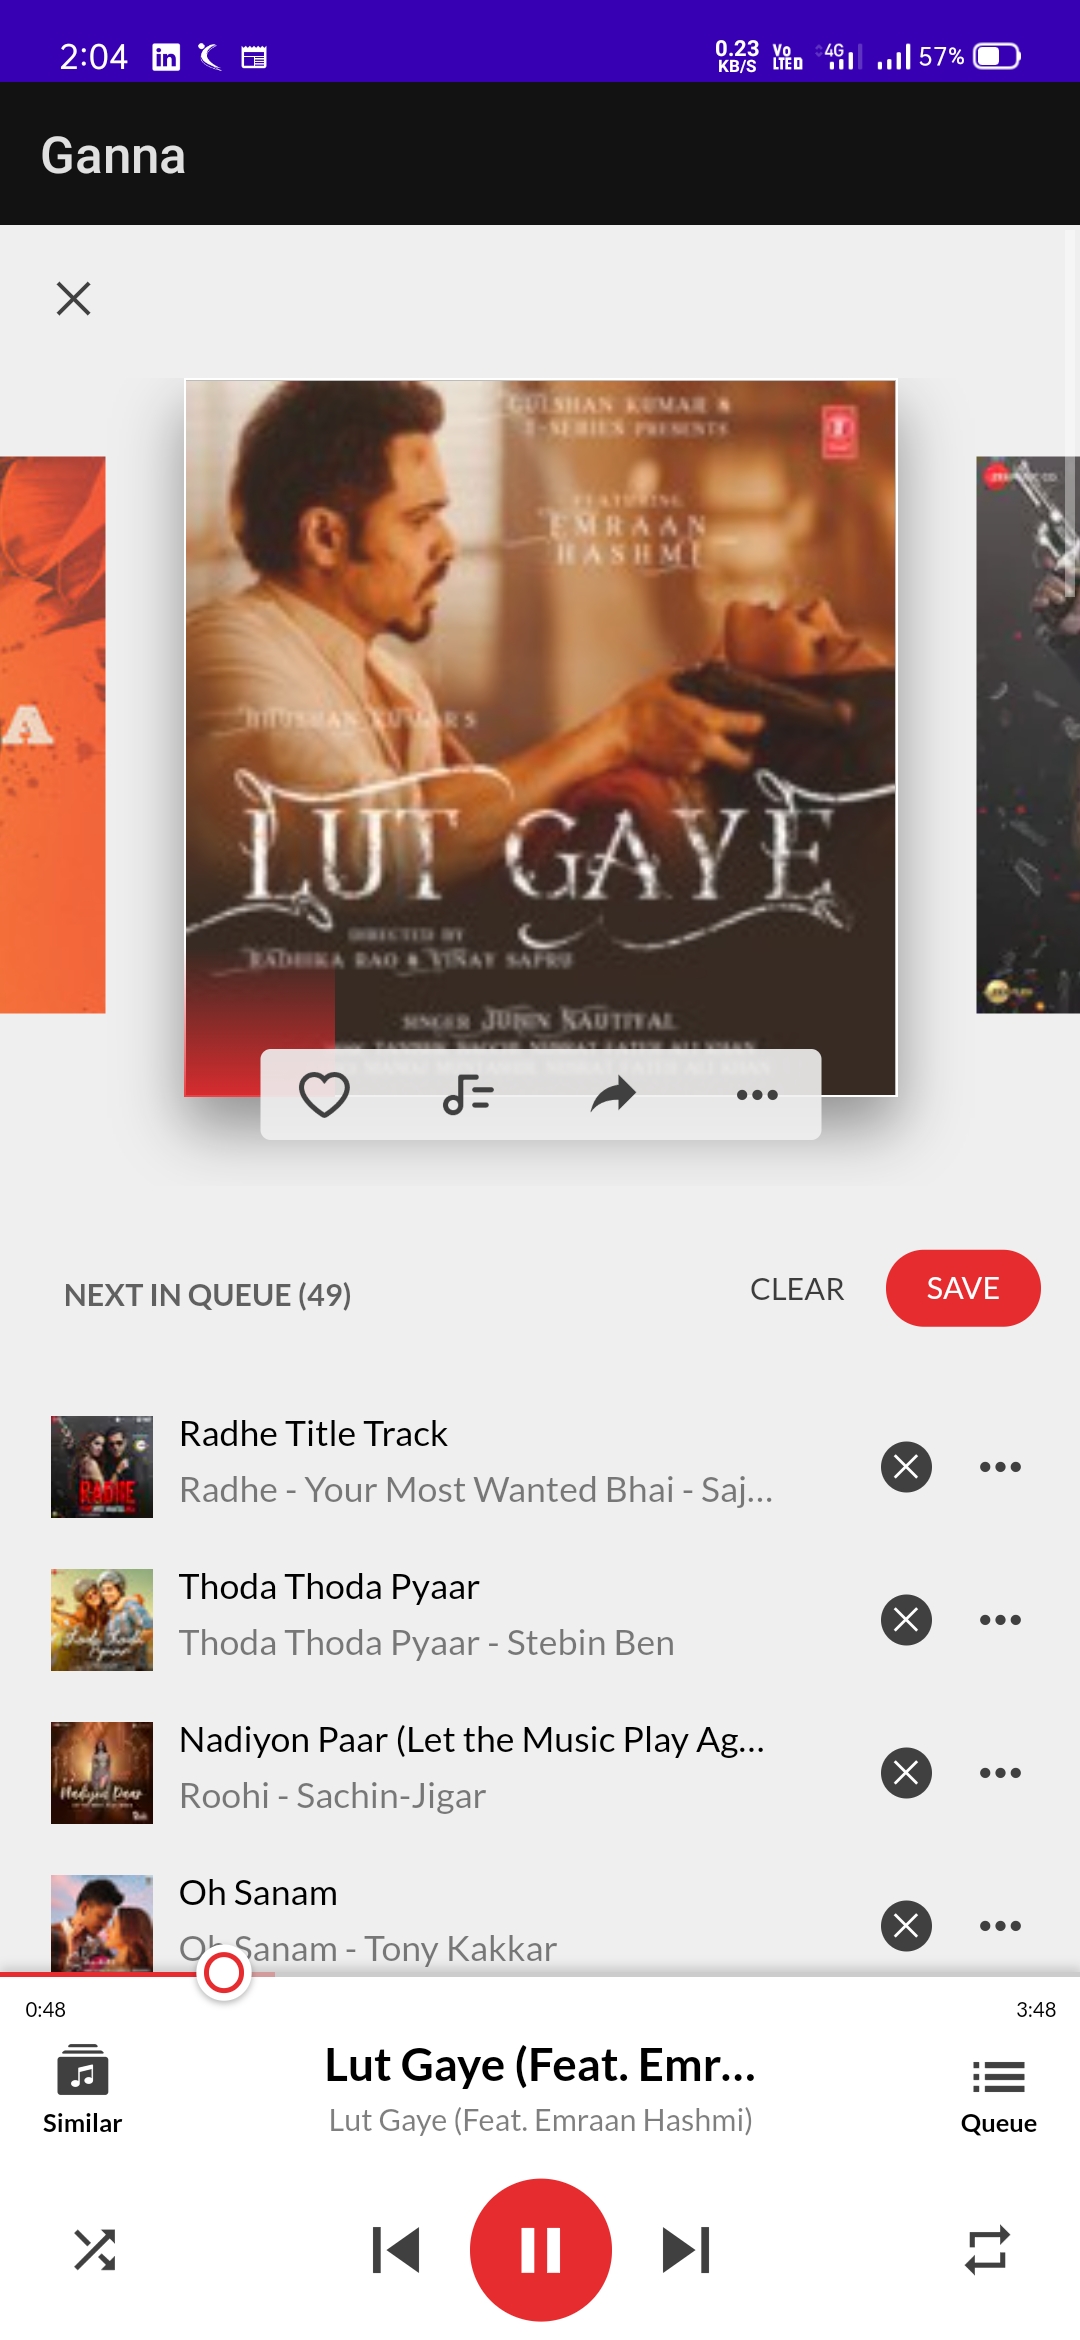 2:04
0.23 KB/S Vo LTE 4G 57%
Ganna
GULSHAN KUMAR &
T-SERIES PRESENTS
FEATURING
EMRAAN
HASHMI
A
BHUSHAN KUMAR'S
LUT GAYE
DIRECTED BY
RADHIKA RAO & VINAY SAPRU
SINGER JUBIN NAUTIYAL
NEXT IN QUEUE (49)
CLEAR
SAVE
Radhe Title Track
Radhe - Your Most Wanted Bhai - Saj...
RADHE
Thoda Thoda Pyaar
Thoda Thoda Pyaar - Stebin Ben
Nadiyon Paar (Let the Music Play Ag...
Roohi - Sachin-Jigar
Nadiyon Paar
Oh Sanam
Oh Sanam - Tony Kakkar
0:48
3:48
Lut Gaye (Feat. Emr...
Lut Gaye (Feat. Emraan Hashmi)
Similar
Queue